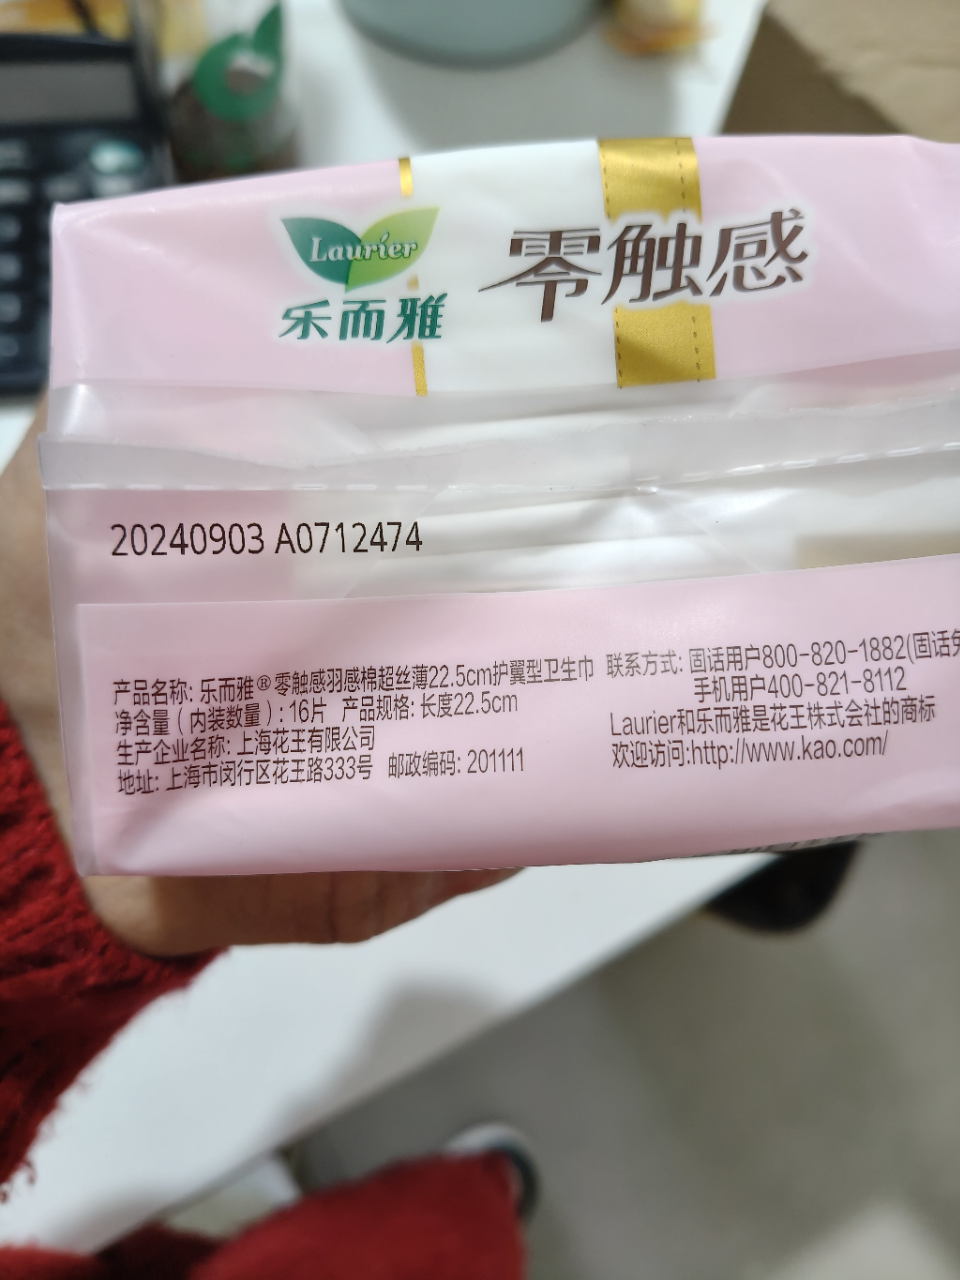 Laurier
乐而雅
零触感
20240903 A0712474
产品名称: 乐而雅®零触感羽感棉超丝薄22.5cm护翼型卫生巾
净含量（内装数量）: 16片 产品规格: 长度22.5cm
生产企业名称: 上海花王有限公司
地址: 上海市闵行区花王路333号 邮政编码: 201111
联系方式: 固话用户800-820-1882(固话免
手机用户400-821-8112
Laurier和乐而雅是花王株式会社的商标
欢迎访问:http://www.kao.com/